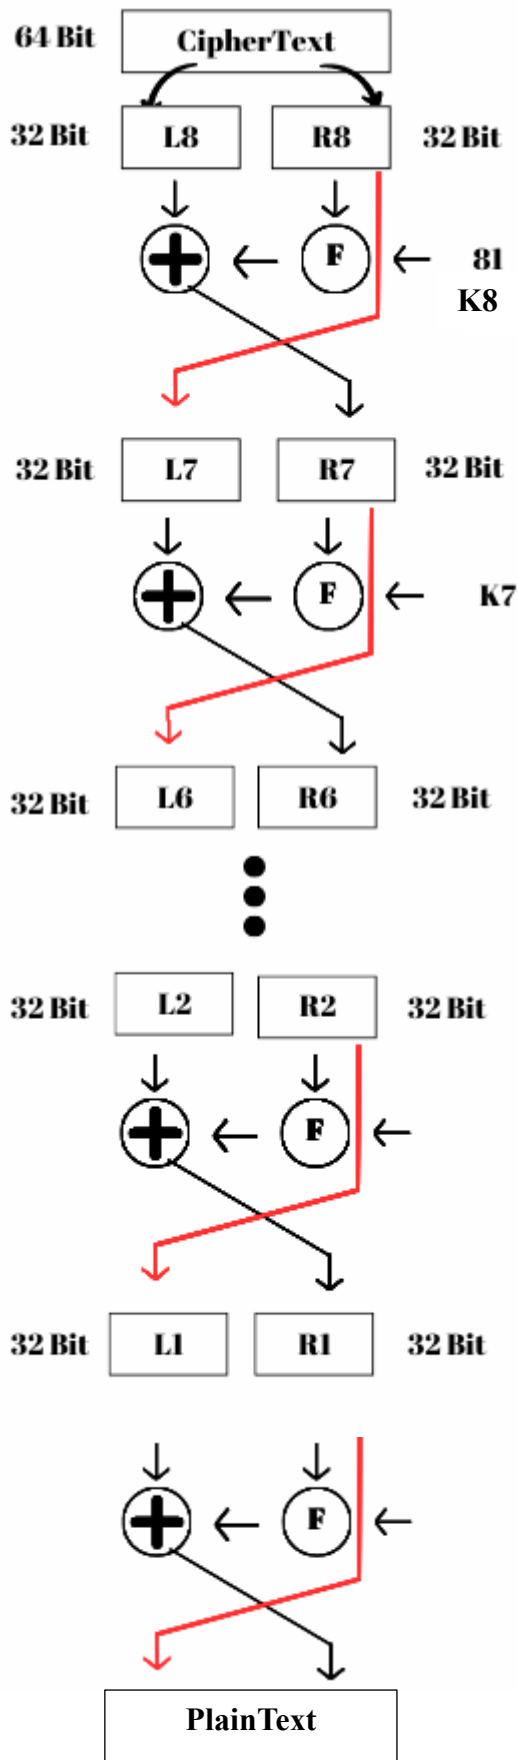 64 Bit CipherText
32 Bit L8 R8 32 Bit
F 81
K8
32 Bit L7 R7 32 Bit
F K7
32 Bit L6 R6 32 Bit
32 Bit L2 R2 32 Bit
F
32 Bit L1 R1 32 Bit
F
PlainText